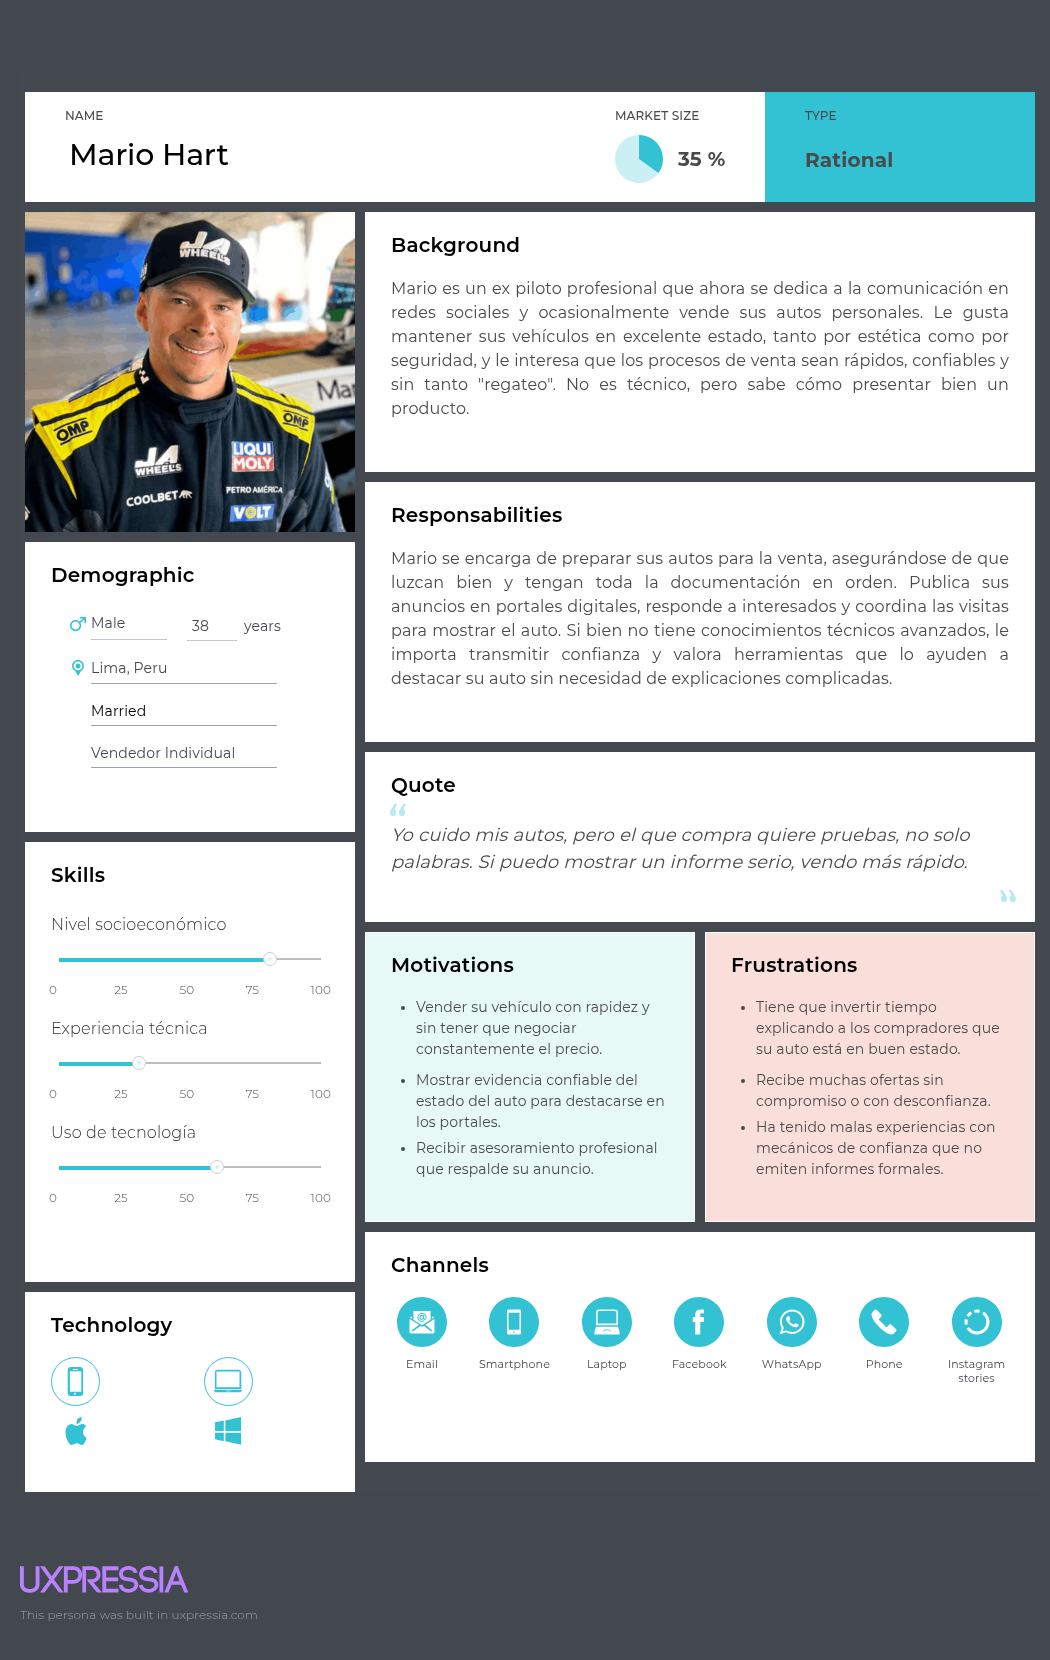 NAME
Mario Hart
MARKET SIZE
35 %
TYPE
Rational
JA
WHEELS
OMP
OMP
JA
WHEELS
COOLBET
LIQUI
MOLY
PETRO AMÉRICA
VOLT
Mar
Background
Mario es un ex piloto profesional que ahora se dedica a la comunicación en
redes sociales y ocasionalmente vende sus autos personales. Le gusta
mantener sus vehículos en excelente estado, tanto por estética como por
seguridad, y le interesa que los procesos de venta sean rápidos, confiables y
sin tanto "regateo". No es técnico, pero sabe cómo presentar bien un
producto.
Responsabilities
Mario se encarga de preparar sus autos para la venta, asegurándose de que
luzcan bien y tengan toda la documentación en orden. Publica sus
anuncios en portales digitales, responde a interesados y coordina las visitas
para mostrar el auto. Si bien no tiene conocimientos técnicos avanzados, le
importa transmitir confianza y valora herramientas que lo ayuden a
destacar su auto sin necesidad de explicaciones complicadas.
Demographic
Male
38 years
Lima, Peru
Married
Vendedor Individual
Quote
“
Yo cuido mis autos, pero el que compra quiere pruebas, no solo
palabras. Si puedo mostrar un informe serio, vendo más rápido.
”
Skills
Nivel socioeconómico
0 25 50 75 100
Experiencia técnica
0 25 50 75 100
Uso de tecnología
0 25 50 75 100
Motivations
• Vender su vehículo con rapidez y
sin tener que negociar
constantemente el precio.
• Mostrar evidencia confiable del
estado del auto para destacarse en
los portales.
• Recibir asesoramiento profesional
que respalde su anuncio.
Frustrations
• Tiene que invertir tiempo
explicando a los compradores que
su auto está en buen estado.
• Recibe muchas ofertas sin
compromiso o con desconfianza.
• Ha tenido malas experiencias con
mecánicos de confianza que no
emiten informes formales.
Technology
Channels
Email
Smartphone
Laptop
Facebook
WhatsApp
Phone
Instagram
stories
UXPRESSIA
This persona was built in uxpressia.com